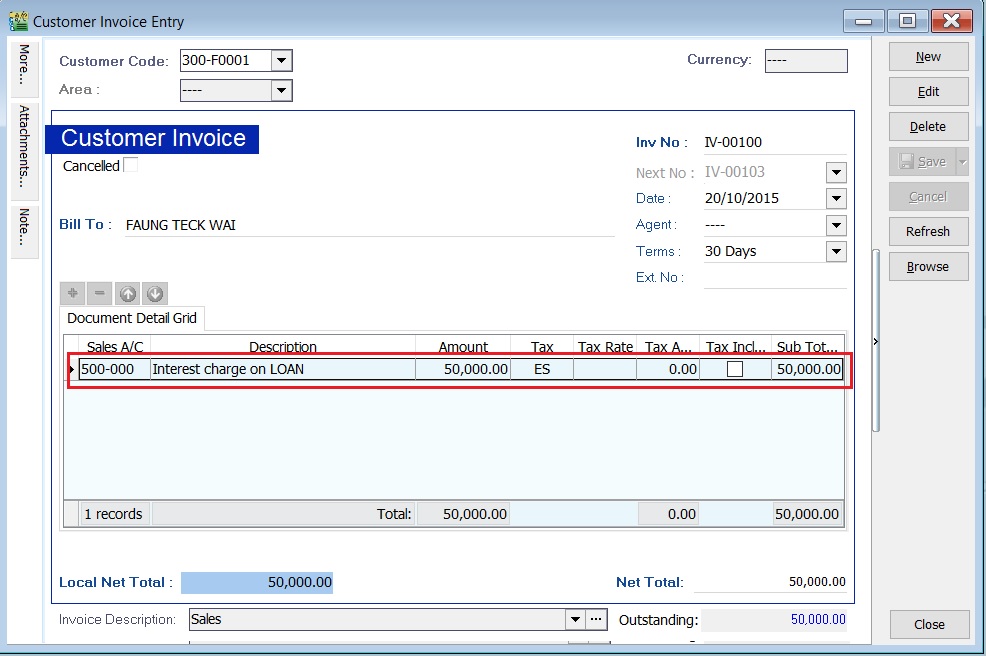 Customer Invoice Entry
More...
Attachments...
Note...
Customer Code: 300-F0001
Currency: ----
Area : ----
Customer Invoice
Cancelled
Inv No : IV-00100
Next No : IV-00103
Date : 20/10/2015
Bill To : FAUNG TECK WAI
Agent : ----
Terms : 30 Days
Ext. No :
Document Detail Grid
Sales A/C Description Amount Tax Tax Rate Tax A... Tax Incl... Sub Tot...
500-000 Interest charge on LOAN 50,000.00 ES 0.00 50,000.00
1 records Total: 50,000.00 0.00 50,000.00
Local Net Total : 50,000.00
Net Total: 50,000.00
Invoice Description: Sales
Outstanding: 50,000.00
New
Edit
Delete
Save
Cancel
Refresh
Browse
Close